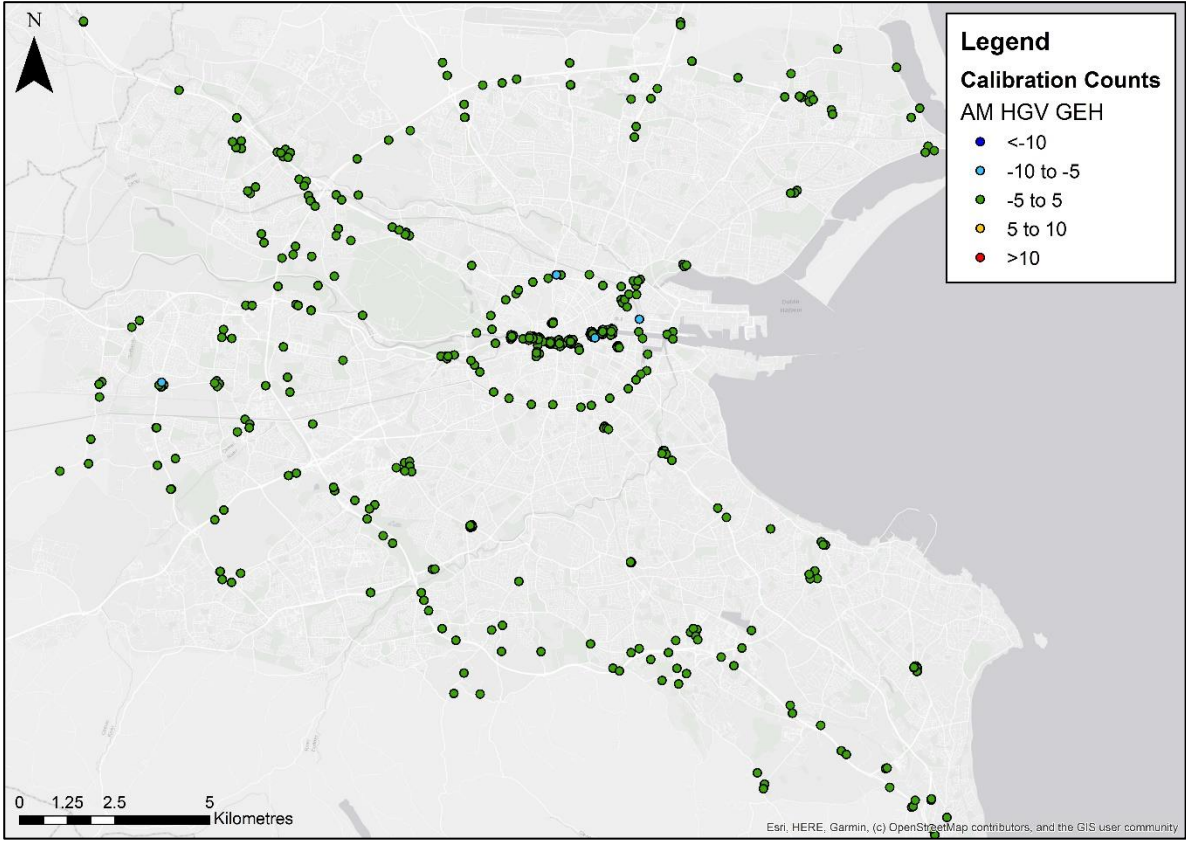 N
Legend
Calibration Counts
AM HGV GEH
<-10
-10 to -5
-5 to 5
5 to 10
>10
0 1.25 2.5 5
Kilometres
Esri, HERE, Garmin, (c) OpenStreetMap contributors, and the GIS user community